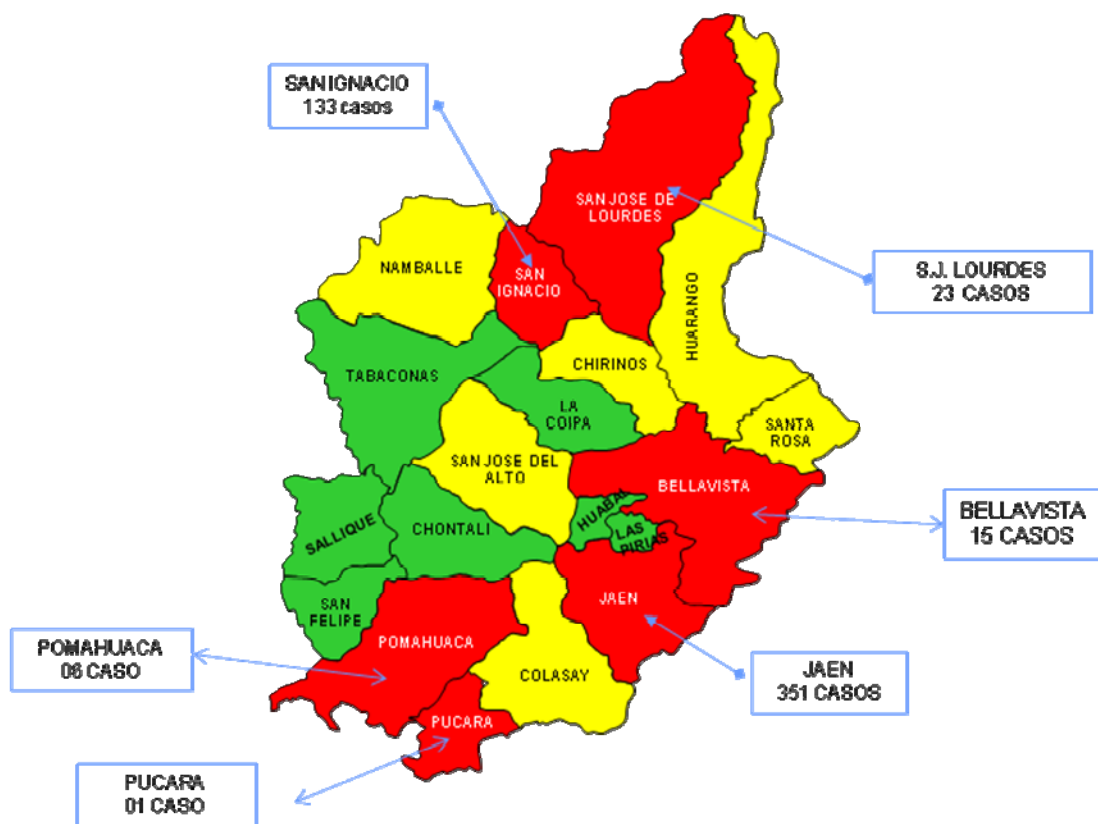 SAN IGNACIO
133 casos
SAN JOSE DE
LOURDES
NAMBALLE
SAN
IGNACIO
S.J. LOURDES
23 CASOS
HUARANGO
CHIRINOS
TABACONAS
LA
COIPA
SANTA
ROSA
SAN JOSE DEL
ALTO
BELLAVISTA
HUABAL
BELLAVISTA
15 CASOS
SALLIQUE
CHONTALI
LAS
PIRIAS
JAEN
SAN
FELIPE
POMAHUACA
POMAHUACA
06 CASO
COLASAY
JAEN
351 CASOS
PUCARA
PUCARA
01 CASO